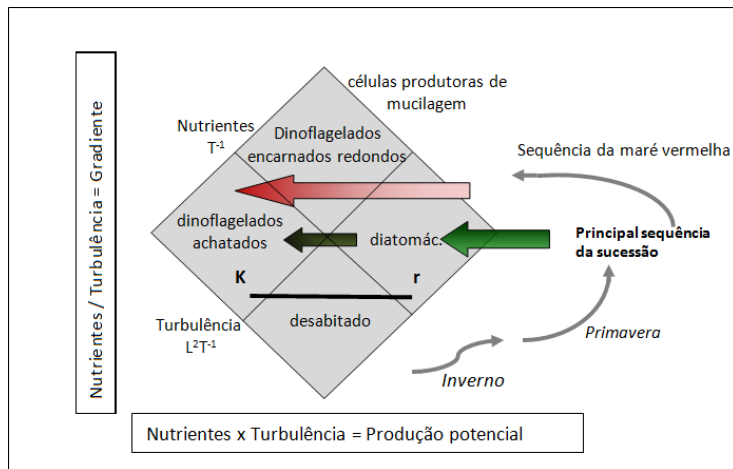 células produtoras de
mucilagem
Nutrientes
T⁻¹
Dinoflagelados
encarnados redondos
Sequência da maré vermelha
dinoflagelados
achatados
diatomác.
Principal sequência
da sucessão
K
r
Turbulência
L²T⁻¹
desabitado
Primavera
Inverno
Nutrientes / Turbulência = Gradiente
Nutrientes x Turbulência = Produção potencial